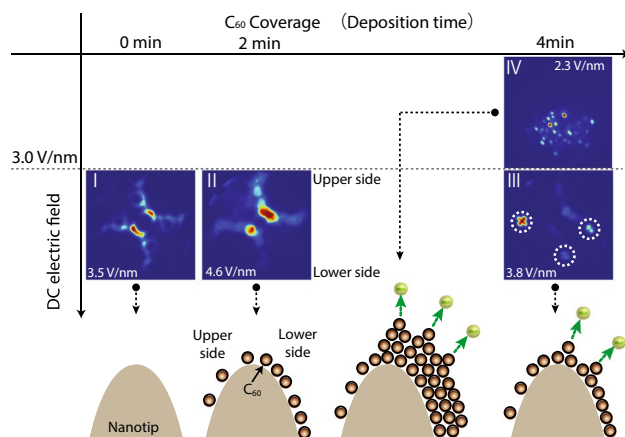 C₆₀ Coverage (Deposition time)
0 min
2 min
4min
IV
2.3 V/nm
3.0 V/nm
DC electric field
I
3.5 V/nm
II
4.6 V/nm
Upper side
Lower side
III
3.8 V/nm
Upper
side
Lower
side
C₆₀
Nanotip